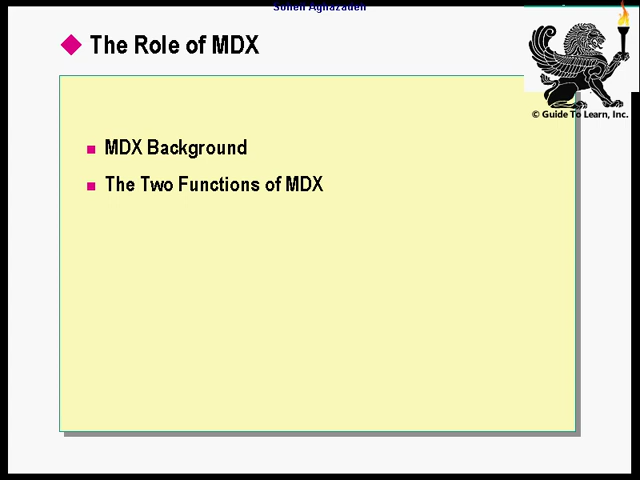 The Role of MDX
© Guide To Learn, Inc.
MDX Background
The Two Functions of MDX